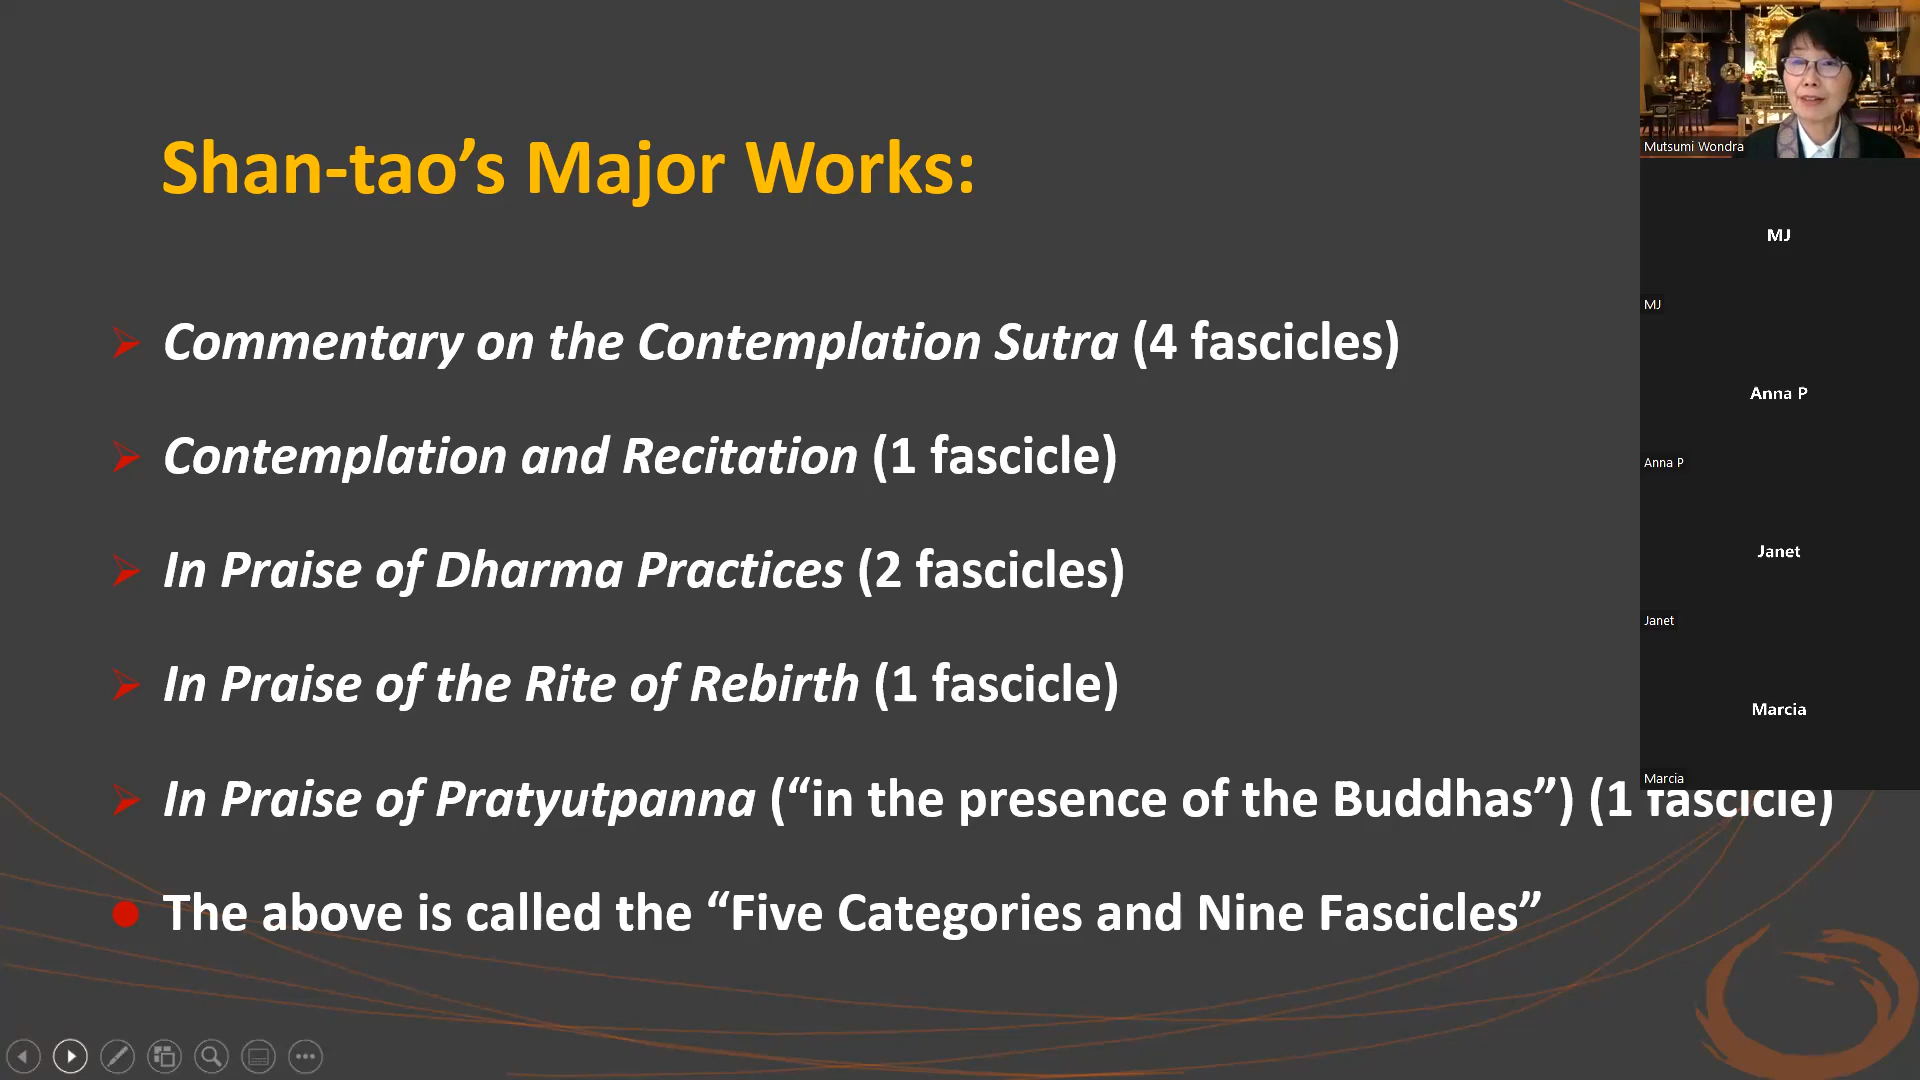 Shan-tao’s Major Works:
Commentary on the Contemplation Sutra (4 fascicles)
Contemplation and Recitation (1 fascicle)
In Praise of Dharma Practices (2 fascicles)
In Praise of the Rite of Rebirth (1 fascicle)
In Praise of Pratyutpanna (“in the presence of the Buddhas”) (1 fascicle)
The above is called the “Five Categories and Nine Fascicles”
Mutsumi Wondra
MJ
MJ
Anna P
Anna P
Janet
Janet
Marcia
Marcia